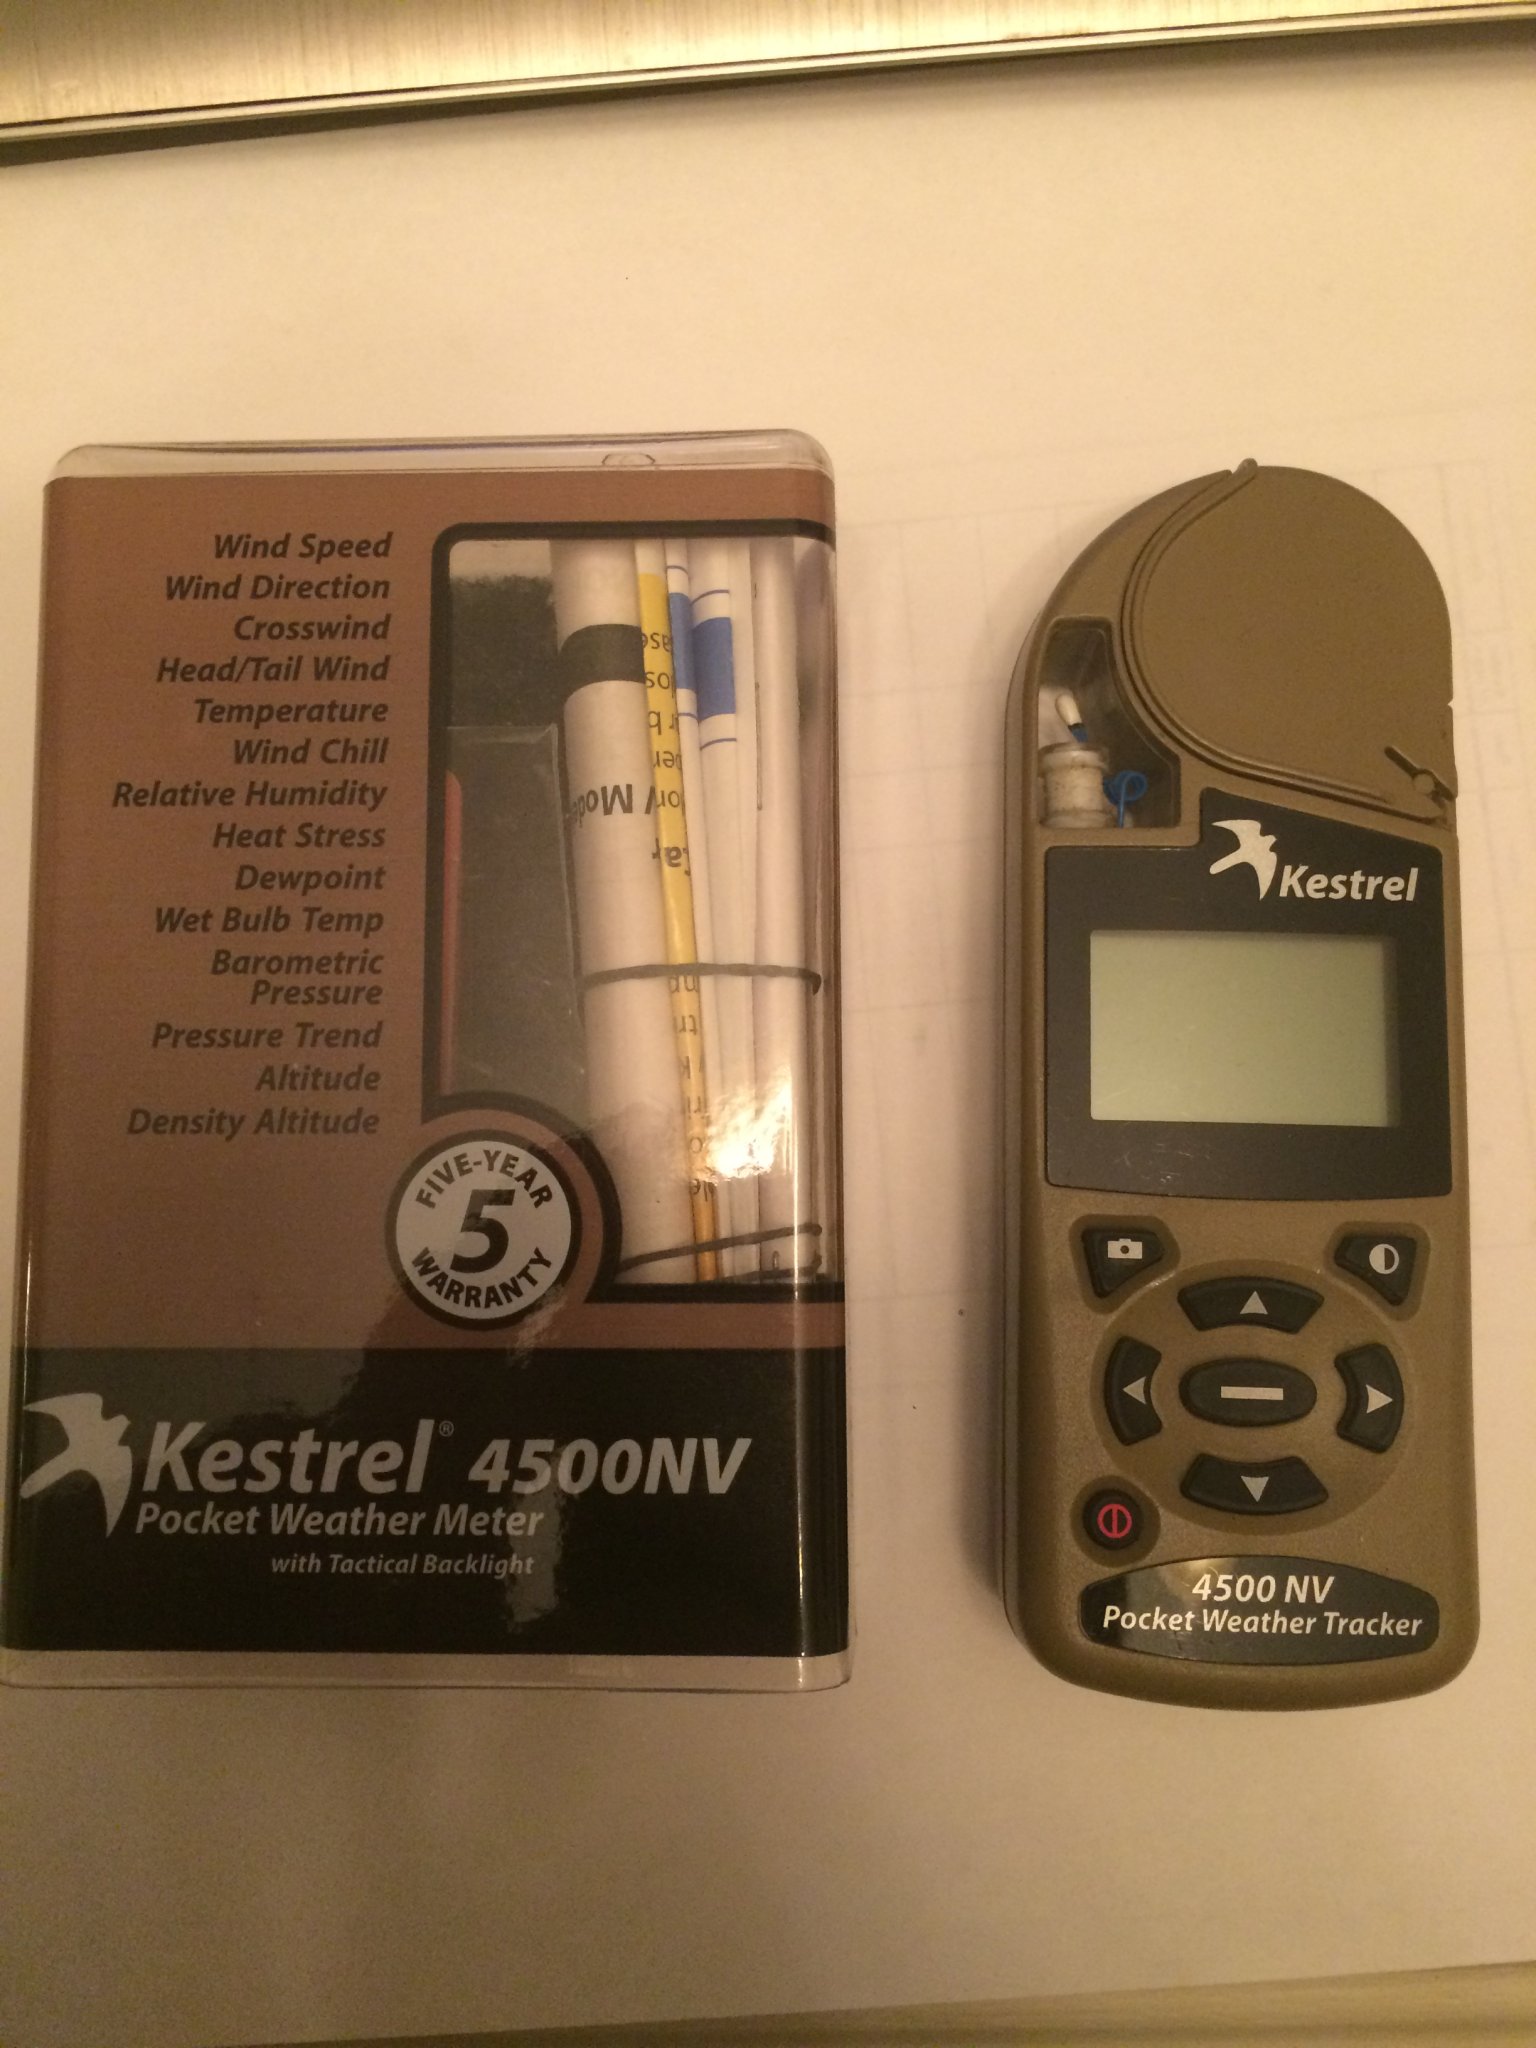 Wind Speed
Wind Direction
Crosswind
Head/Tail Wind
Temperature
Wind Chill
Relative Humidity
Heat Stress
Dewpoint
Wet Bulb Temp
Barometric
Pressure
Pressure Trend
Altitude
Density Altitude
FIVE-YEAR
5
WARRANTY
Kestrel® 4500NV
Pocket Weather Meter
with Tactical Backlight
Kestrel
4500 NV
Pocket Weather Tracker